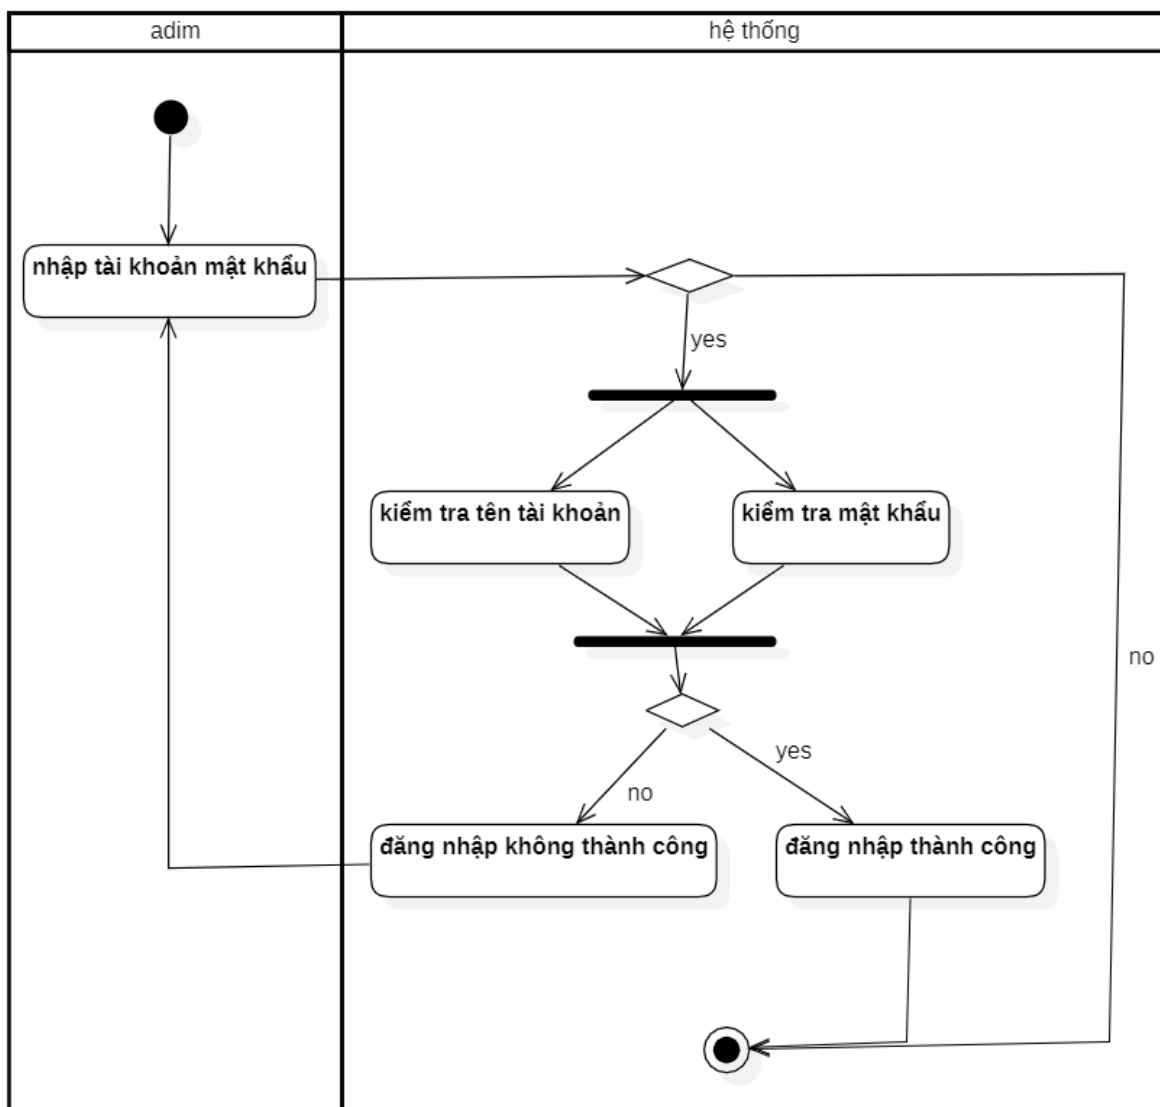 adim
hệ thống
nhập tài khoản mật khẩu
yes
kiểm tra tên tài khoản
kiểm tra mật khẩu
no
yes
no
đăng nhập không thành công
đăng nhập thành công